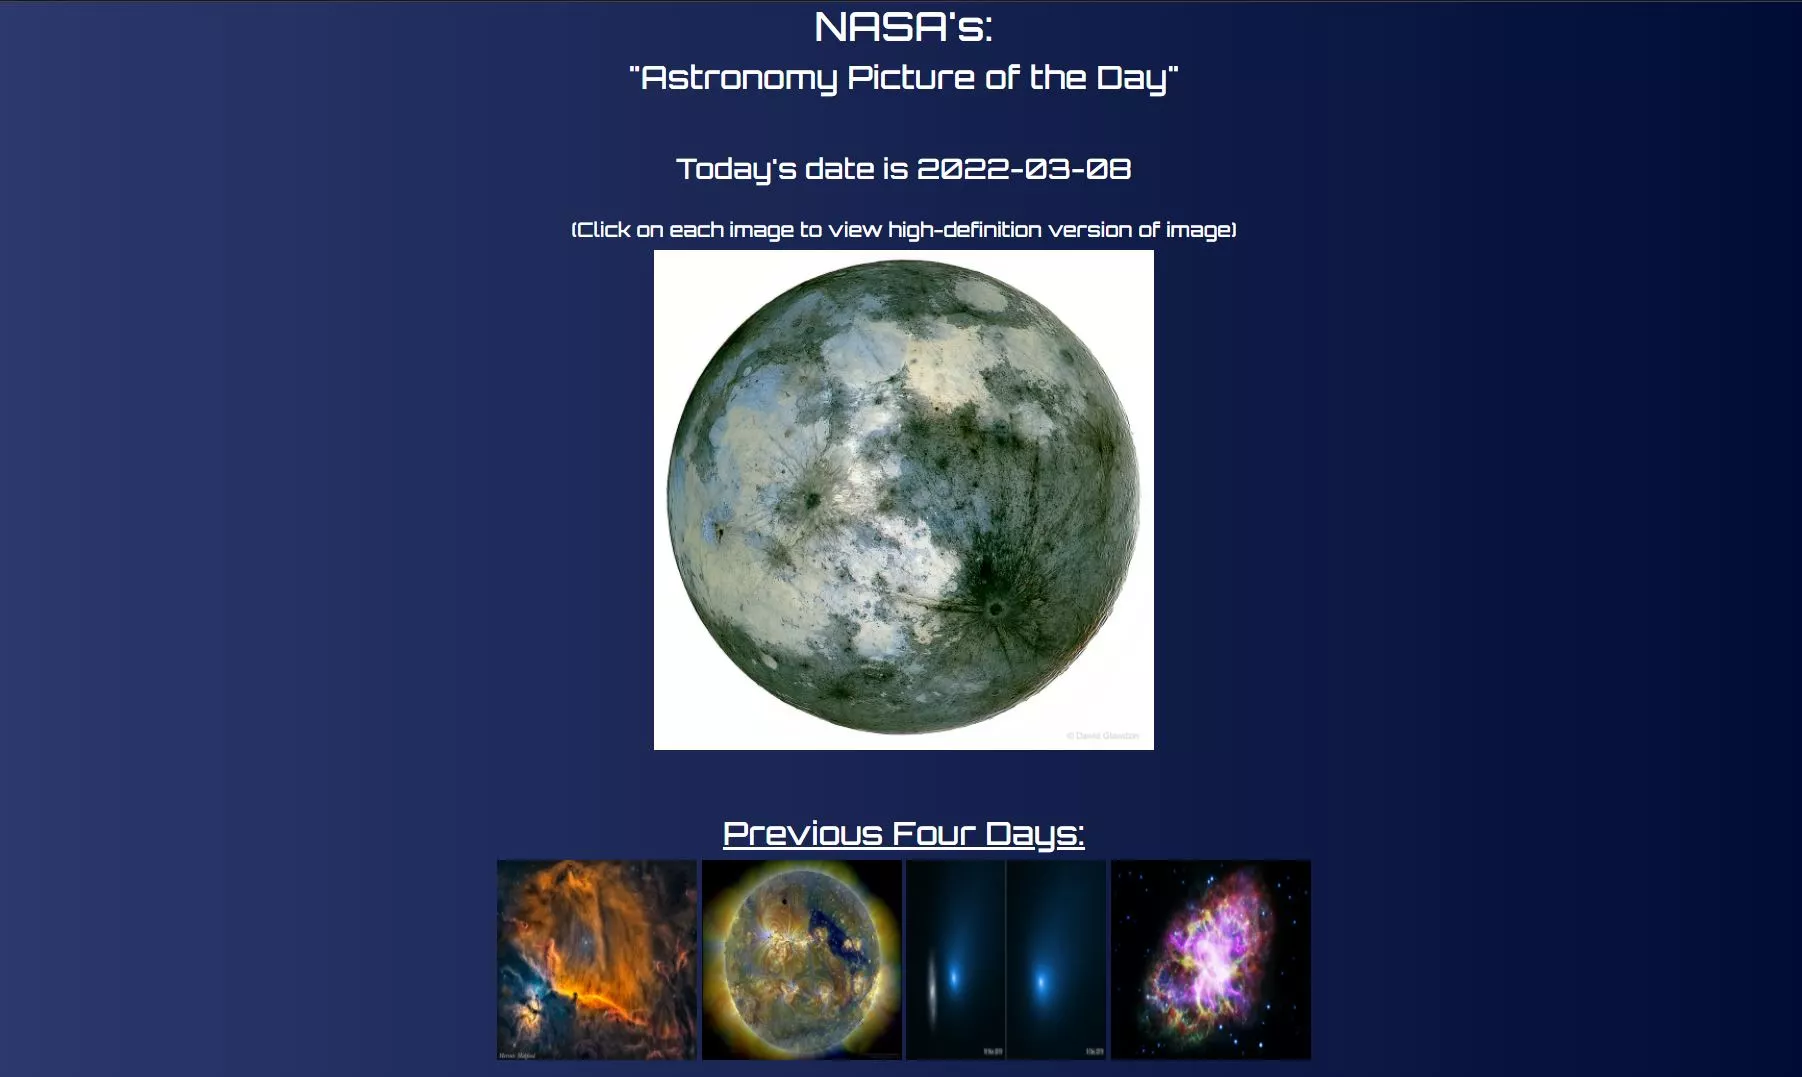 NASA's:
"Astronomy Picture of the Day"
Today's date is 2022-03-08
(Click on each image to view high-definition version of image)
Previous Four Days: